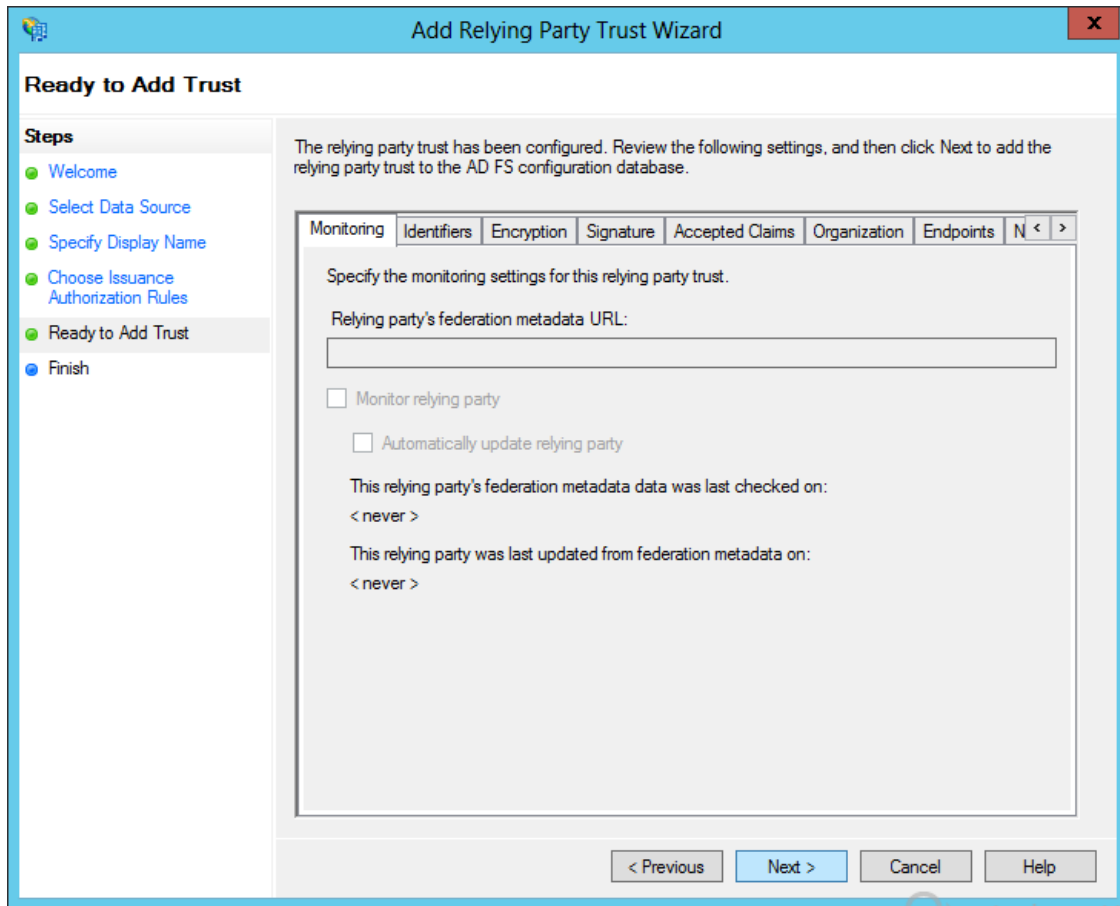 Add Relying Party Trust Wizard
x
Ready to Add Trust
Steps
Welcome
Select Data Source
Specify Display Name
Choose Issuance
Authorization Rules
Ready to Add Trust
Finish
The relying party trust has been configured. Review the following settings, and then click Next to add the
relying party trust to the AD FS configuration database.
Monitoring Identifiers Encryption Signature Accepted Claims Organization Endpoints N < >
Specify the monitoring settings for this relying party trust.
Relying party's federation metadata URL:
Monitor relying party
Automatically update relying party
This relying party's federation metadata data was last checked on:
< never >
This relying party was last updated from federation metadata on:
< never >
< Previous Next > Cancel Help